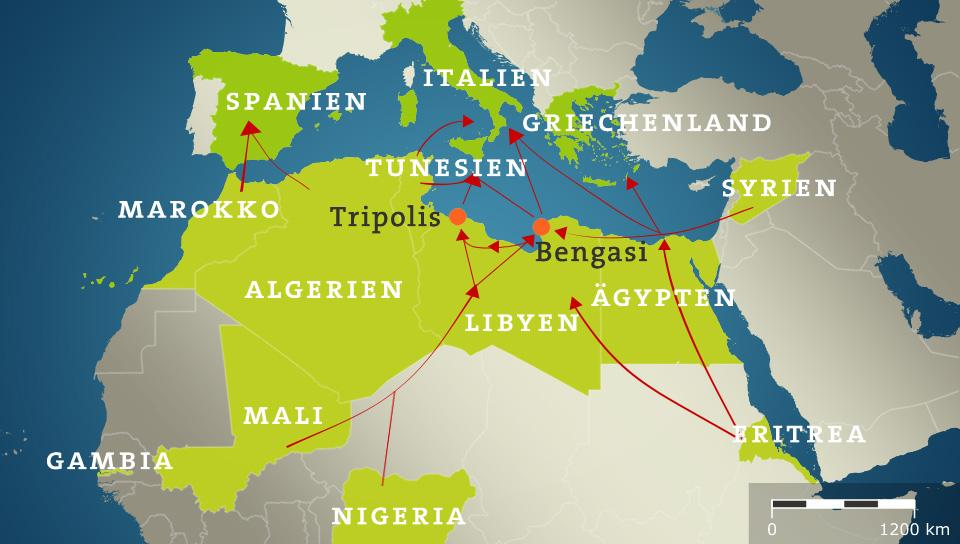 ITALIEN
SPANIEN
GRIECHENLAND
TUNESIEN
SYRIEN
MAROKKO
Tripolis
Bengasi
ALGERIEN
ÄGYPTEN
LIBYEN
MALI
ERITREA
GAMBIA
NIGERIA
0 1200 km